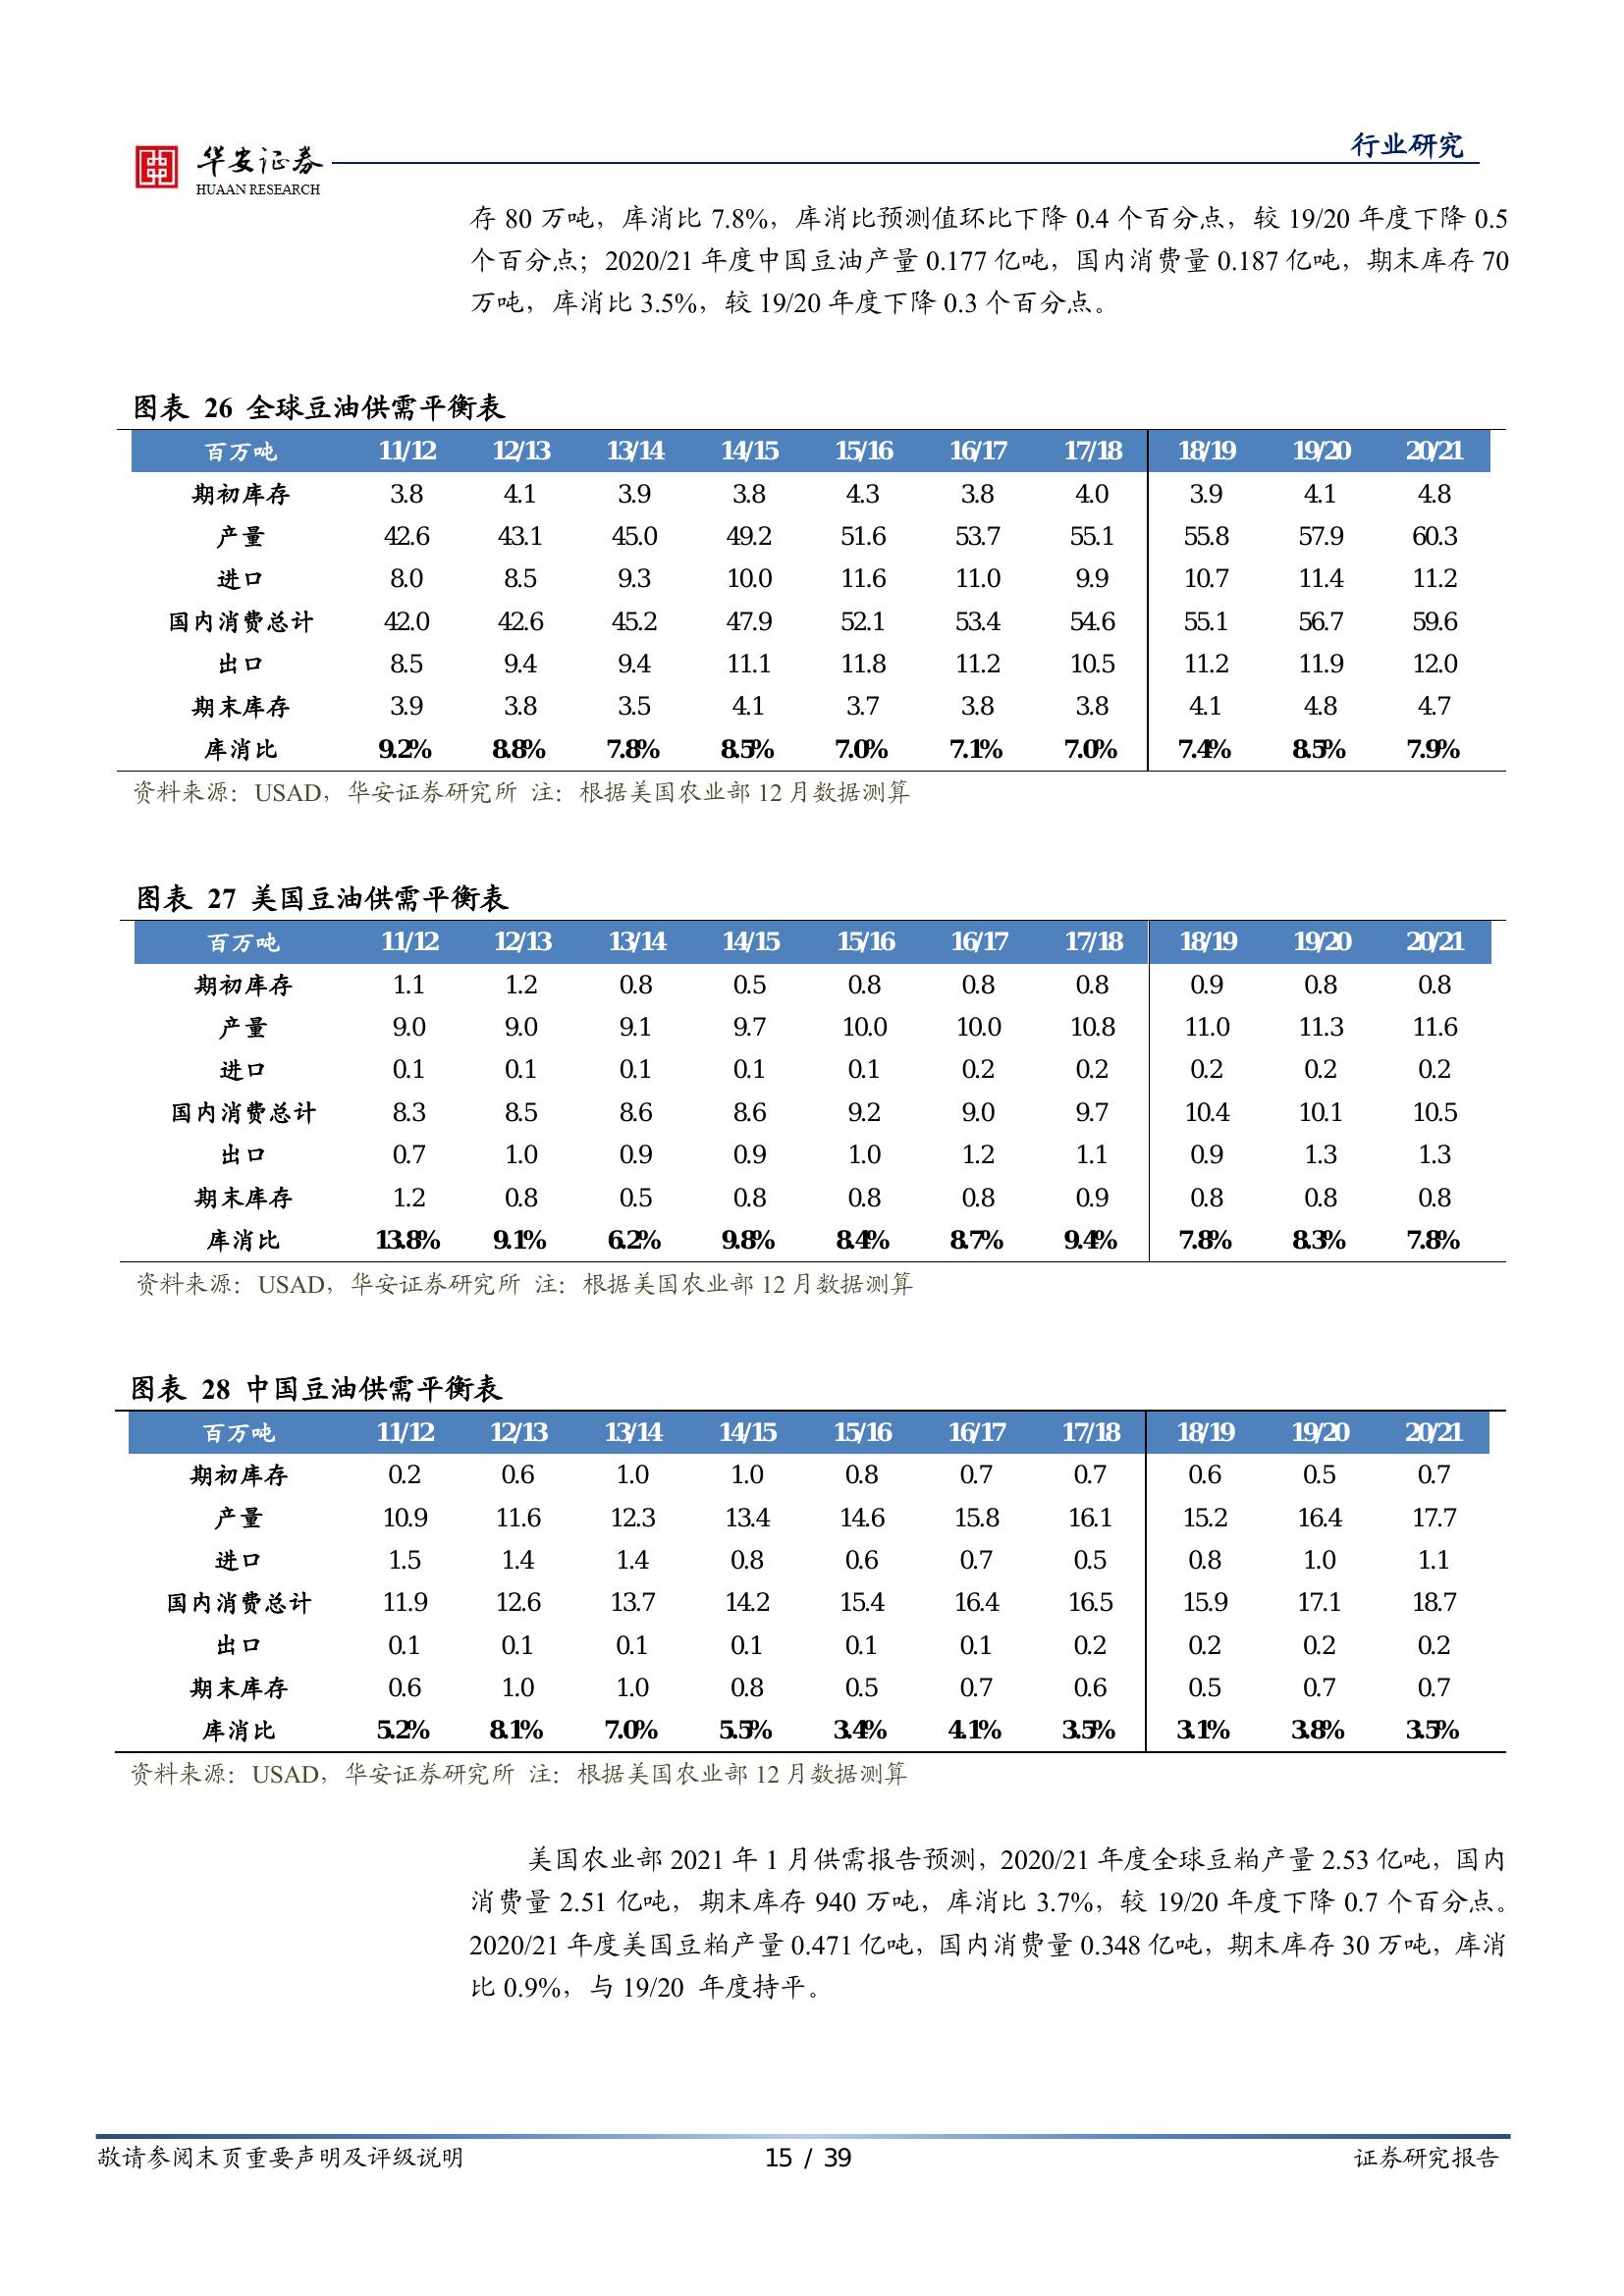 行业研究
华安证券
HUAAN RESEARCH
存 80 万吨，库消比 7.8%，库消比预测值环比下降 0.4 个百分点，较 19/20 年度下降 0.5
个百分点；2020/21 年度中国豆油产量 0.177 亿吨，国内消费量 0.187 亿吨，期末库存 70
万吨，库消比 3.5%，较 19/20 年度下降 0.3 个百分点。
图表 26 全球豆油供需平衡表
百万吨 11/12 12/13 13/14 14/15 15/16 16/17 17/18 18/19 19/20 20/21
期初库存 3.8 4.1 3.9 3.8 4.3 3.8 4.0 3.9 4.1 4.8
产量 42.6 43.1 45.0 49.2 51.6 53.7 55.1 55.8 57.9 60.3
进口 8.0 8.5 9.3 10.0 11.6 11.0 9.9 10.7 11.4 11.2
国内消费总计 42.0 42.6 45.2 47.9 52.1 53.4 54.6 55.1 56.7 59.6
出口 8.5 9.4 9.4 11.1 11.8 11.2 10.5 11.2 11.9 12.0
期末库存 3.9 3.8 3.5 4.1 3.7 3.8 3.8 4.1 4.8 4.7
库消比 9.2% 8.8% 7.8% 8.5% 7.0% 7.1% 7.0% 7.4% 8.5% 7.9%
资料来源：USAD，华安证券研究所 注：根据美国农业部 12 月数据测算
图表 27 美国豆油供需平衡表
百万吨 11/12 12/13 13/14 14/15 15/16 16/17 17/18 18/19 19/20 20/21
期初库存 1.1 1.2 0.8 0.5 0.8 0.8 0.8 0.9 0.8 0.8
产量 9.0 9.0 9.1 9.7 10.0 10.0 10.8 11.0 11.3 11.6
进口 0.1 0.1 0.1 0.1 0.1 0.2 0.2 0.2 0.2 0.2
国内消费总计 8.3 8.5 8.6 8.6 9.2 9.0 9.7 10.4 10.1 10.5
出口 0.7 1.0 0.9 0.9 1.0 1.2 1.1 0.9 1.3 1.3
期末库存 1.2 0.8 0.5 0.8 0.8 0.8 0.9 0.8 0.8 0.8
库消比 13.8% 9.1% 6.2% 9.8% 8.4% 8.7% 9.4% 7.8% 8.3% 7.8%
资料来源：USAD，华安证券研究所 注：根据美国农业部 12 月数据测算
图表 28 中国豆油供需平衡表
百万吨 11/12 12/13 13/14 14/15 15/16 16/17 17/18 18/19 19/20 20/21
期初库存 0.2 0.6 1.0 1.0 0.8 0.7 0.7 0.6 0.5 0.7
产量 10.9 11.6 12.3 13.4 14.6 15.8 16.1 15.2 16.4 17.7
进口 1.5 1.4 1.4 0.8 0.6 0.7 0.5 0.8 1.0 1.1
国内消费总计 11.9 12.6 13.7 14.2 15.4 16.4 16.5 15.9 17.1 18.7
出口 0.1 0.1 0.1 0.1 0.1 0.1 0.2 0.2 0.2 0.2
期末库存 0.6 1.0 1.0 0.8 0.5 0.7 0.6 0.5 0.7 0.7
库消比 5.2% 8.1% 7.0% 5.5% 3.4% 4.1% 3.5% 3.1% 3.8% 3.5%
资料来源：USAD，华安证券研究所 注：根据美国农业部 12 月数据测算
美国农业部 2021 年 1 月供需报告预测，2020/21 年度全球豆粕产量 2.53 亿吨，国内
消费量 2.51 亿吨，期末库存 940 万吨，库消比 3.7%，较 19/20 年度下降 0.7 个百分点。
2020/21 年度美国豆粕产量 0.471 亿吨，国内消费量 0.348 亿吨，期末库存 30 万吨，库消
比 0.9%，与 19/20 年度持平。
敬请参阅末页重要声明及评级说明 15 / 39 证券研究报告